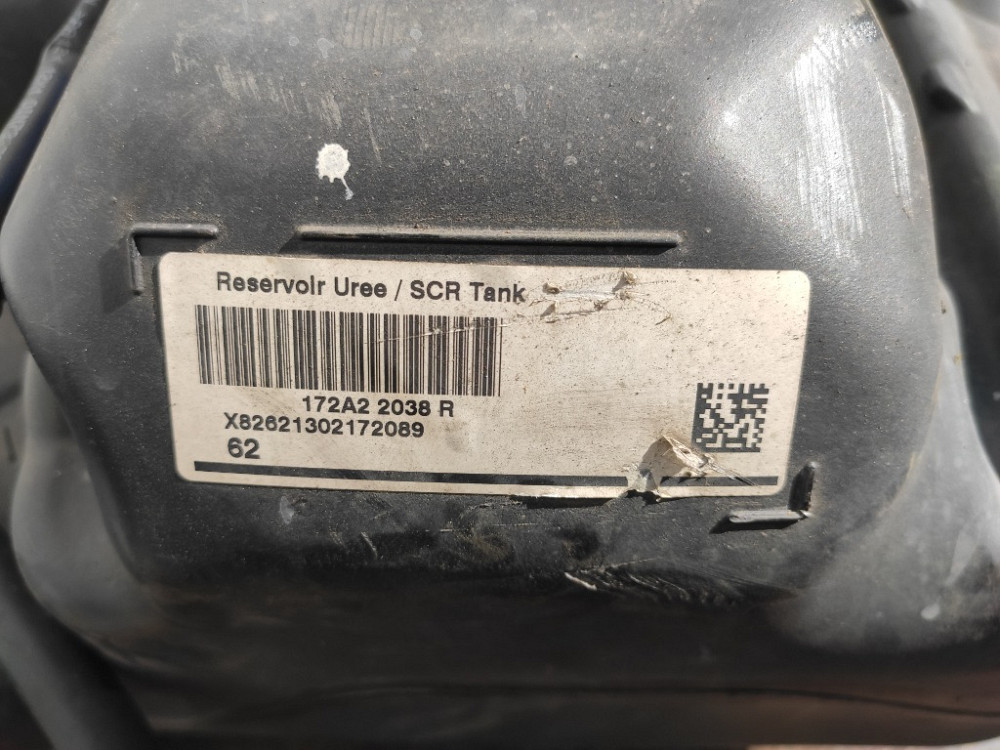 Reservoir Uree / SCR Tank
172A2 2038 R
X82621302172089
62